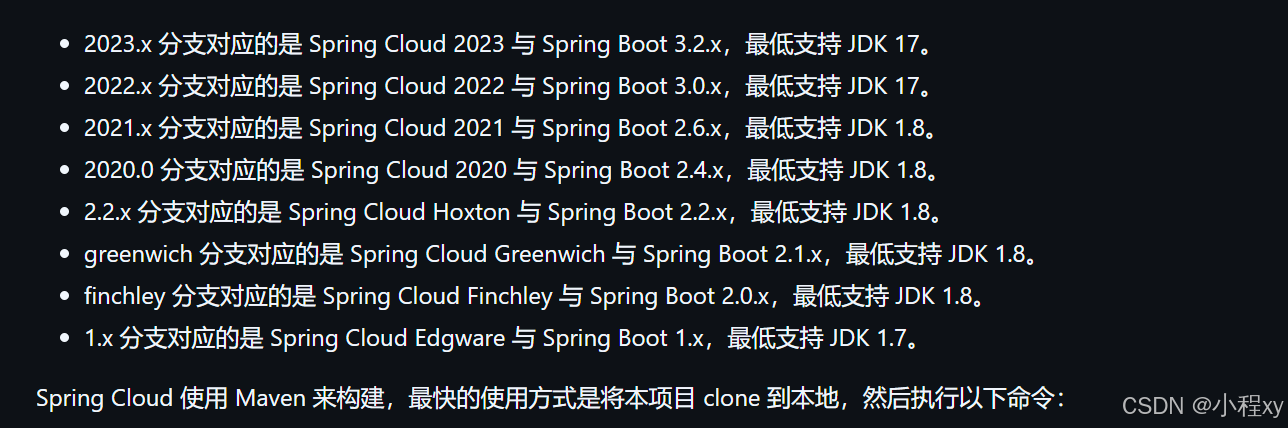 • 2023.x 分支对应的是 Spring Cloud 2023 与 Spring Boot 3.2.x，最低支持 JDK 17。
• 2022.x 分支对应的是 Spring Cloud 2022 与 Spring Boot 3.0.x，最低支持 JDK 17。
• 2021.x 分支对应的是 Spring Cloud 2021 与 Spring Boot 2.6.x，最低支持 JDK 1.8。
• 2020.0 分支对应的是 Spring Cloud 2020 与 Spring Boot 2.4.x，最低支持 JDK 1.8。
• 2.2.x 分支对应的是 Spring Cloud Hoxton 与 Spring Boot 2.2.x，最低支持 JDK 1.8。
• greenwich 分支对应的是 Spring Cloud Greenwich 与 Spring Boot 2.1.x，最低支持 JDK 1.8。
• finchley 分支对应的是 Spring Cloud Finchley 与 Spring Boot 2.0.x，最低支持 JDK 1.8。
• 1.x 分支对应的是 Spring Cloud Edgware 与 Spring Boot 1.x，最低支持 JDK 1.7。
Spring Cloud 使用 Maven 来构建，最快的使用方式是将本项目 clone 到本地，然后执行以下命令：
CSDN @小程xy